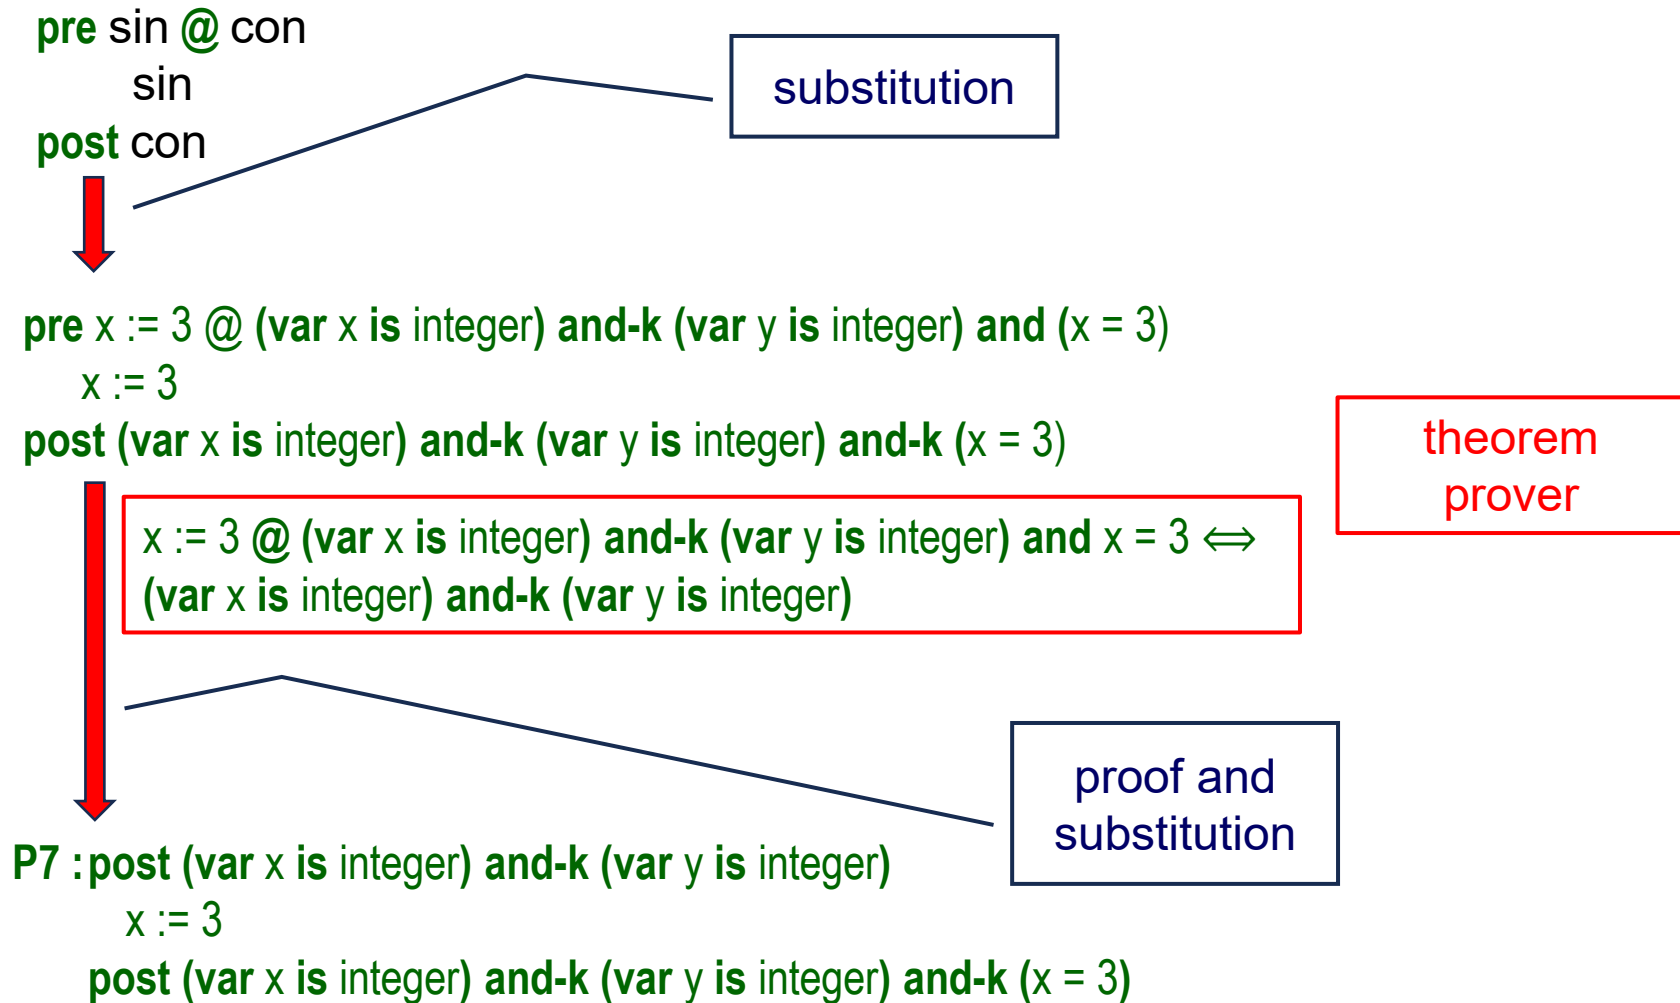 pre sin @ con
sin
post con
substitution
pre x := 3 @ (var x is integer) and-k (var y is integer) and (x = 3)
x := 3
post (var x is integer) and-k (var y is integer) and-k (x = 3)
theorem
prover
x := 3 @ (var x is integer) and-k (var y is integer) and x = 3 ⟺
(var x is integer) and-k (var y is integer)
proof and
substitution
P7 : post (var x is integer) and-k (var y is integer)
x := 3
post (var x is integer) and-k (var y is integer) and-k (x = 3)